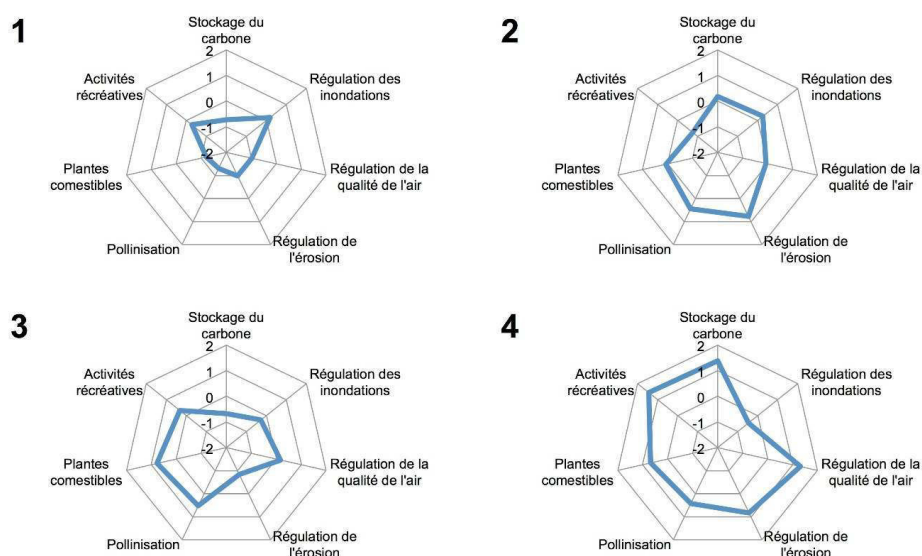 1
Stockage du
carbone
2
1
0
-1
-2
Régulation des
inondations
Régulation de la
qualité de l'air
Régulation de
l'érosion
Pollinisation
Plantes
comestibles
Activités
récréatives
2
Stockage du
carbone
2
1
0
-1
-2
Régulation des
inondations
Régulation de la
qualité de l'air
Régulation de
l'érosion
Pollinisation
Plantes
comestibles
Activités
récréatives
3
Stockage du
carbone
2
1
0
-1
-2
Régulation des
inondations
Régulation de la
qualité de l'air
Régulation de
l'érosion
Pollinisation
Plantes
comestibles
Activités
récréatives
4
Stockage du
carbone
2
1
0
-1
-2
Régulation des
inondations
Régulation de la
qualité de l'air
Régulation de
l'érosion
Pollinisation
Plantes
comestibles
Activités
récréatives